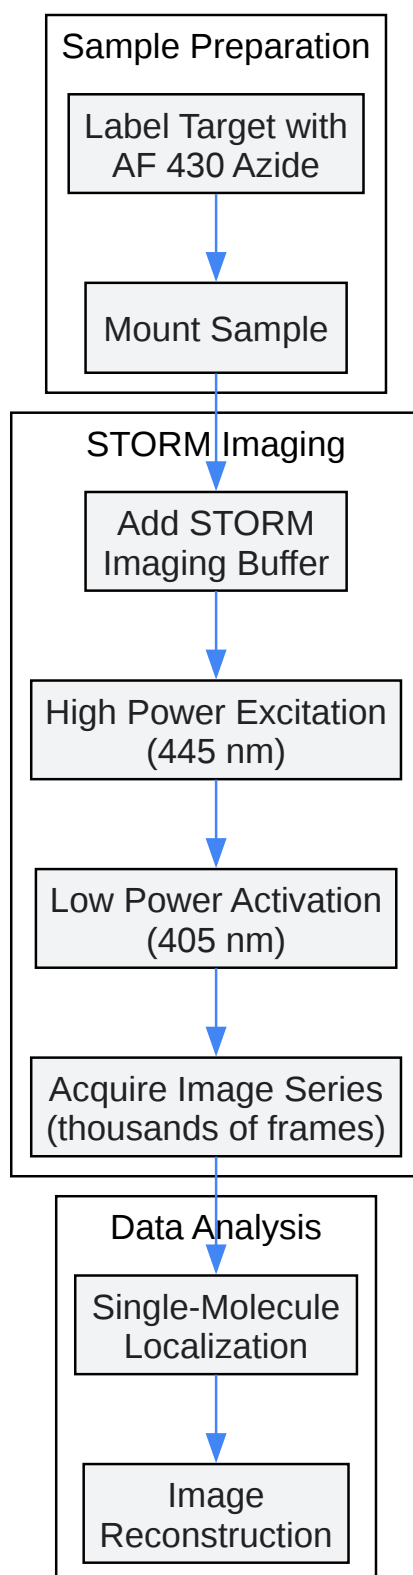 Sample Preparation
Label Target with
AF 430 Azide
Mount Sample
STORM Imaging
Add STORM
Imaging Buffer
High Power Excitation
(445 nm)
Low Power Activation
(405 nm)
Acquire Image Series
(thousands of frames)
Data Analysis
Single-Molecule
Localization
Image
Reconstruction